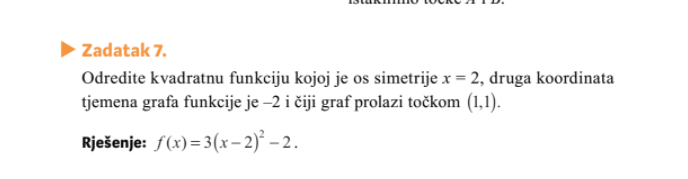 Zadatak 7.
Odredite kvadratnu funkciju kojoj je os simetrije x = 2, druga koordinata
tjemena grafa funkcije je –2 i čiji graf prolazi točkom (1,1).
Rješenje: f(x)=3(x–2)² –2.